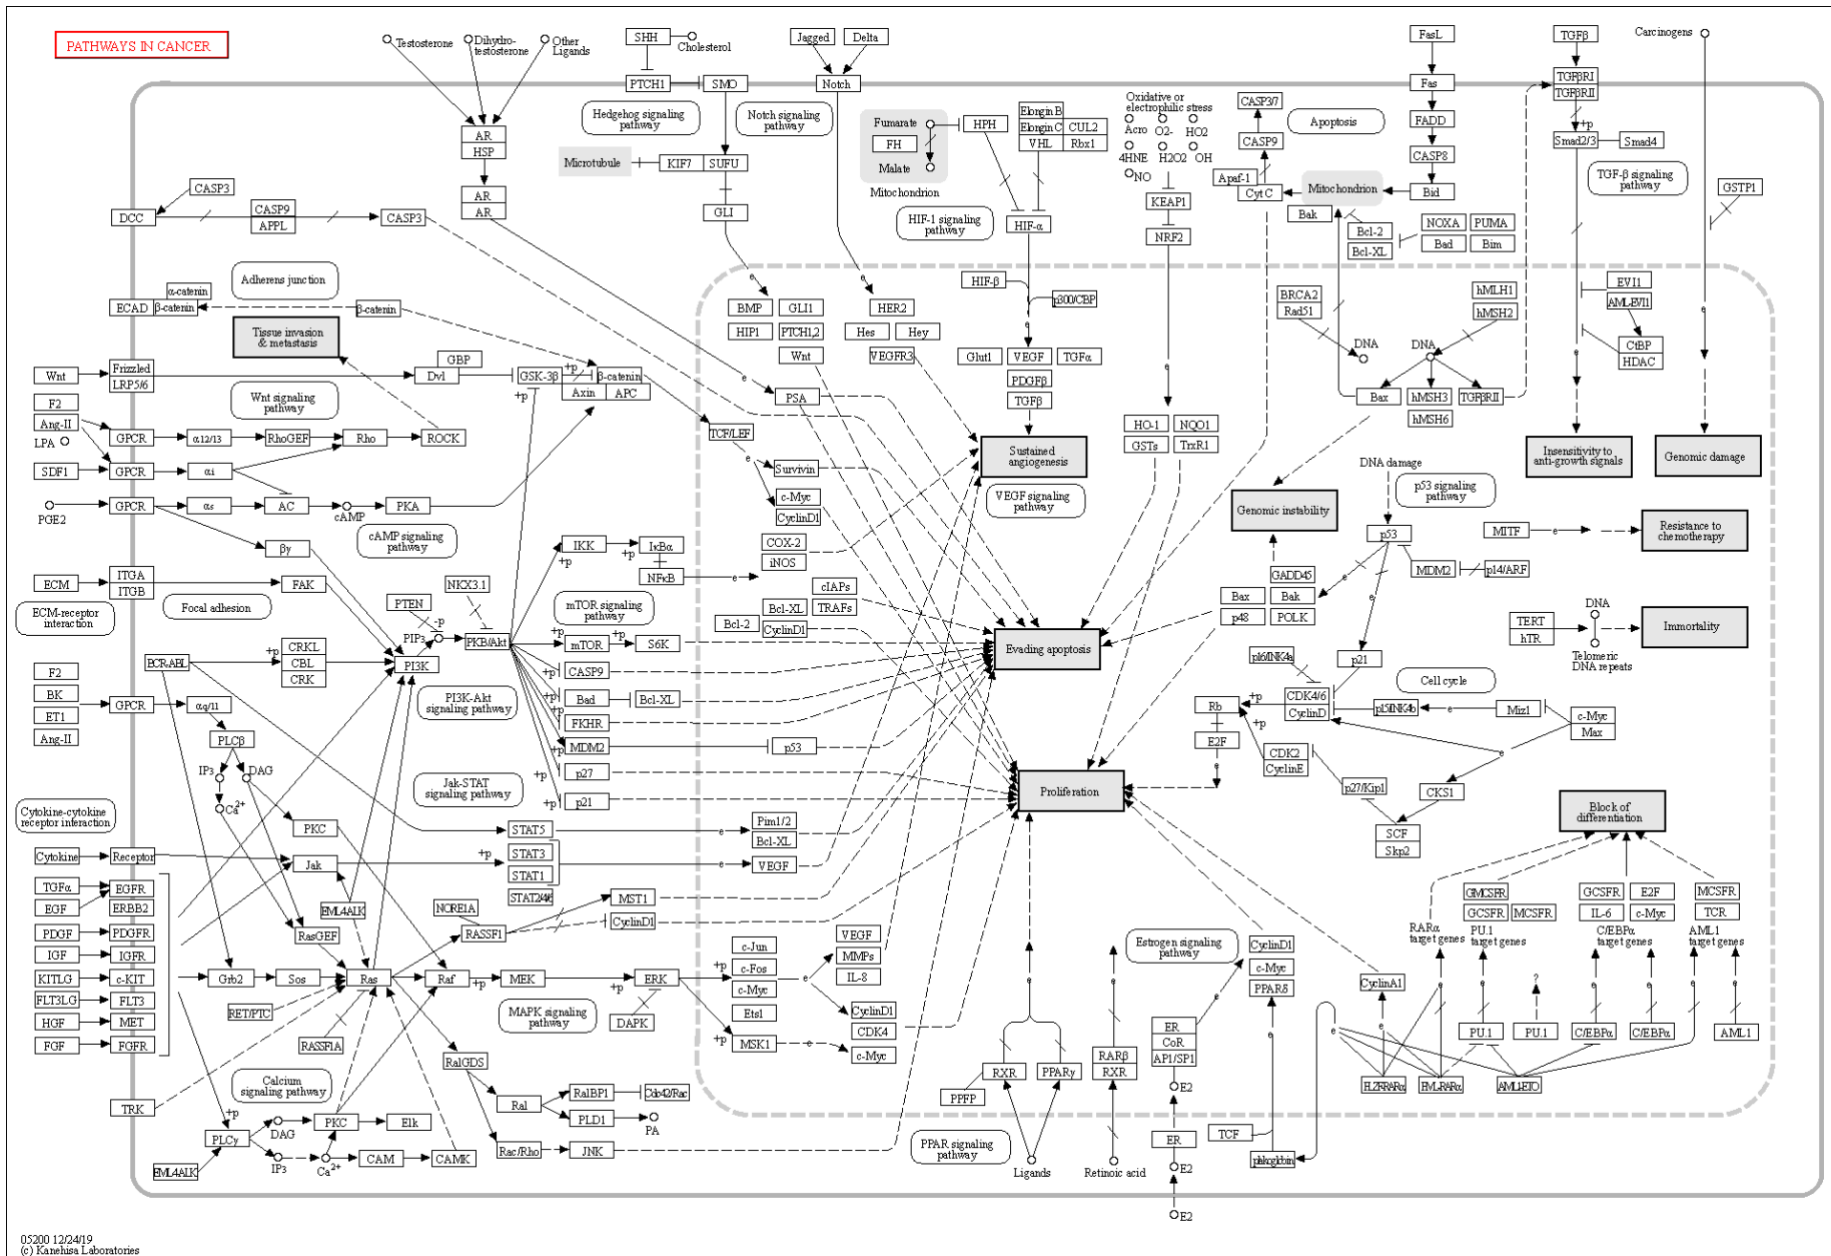 PATHWAYS IN CANCER
Testosterone
Dihydro-
testosterone
Other
Ligands
SHH
Cholesterol
Jagged
Delta
FasL
TGFβ
Carcinogens
PTCH1
SMO
Notch
Fas
TGFβRI
TGFβRII
Hedgehog signaling
pathway
Notch signaling
pathway
Oxidative or
electrophilic stress
Acro
O2-
HO2
4HNE
H2O2
OH
NO
CASP3/7
CASP9
Apoptosis
FADD
CASP8
Bid
+p
Smad2/3
Smad4
TGF-β signaling
pathway
GSTP1
AR
HSP
AR
AR
Microtubule
KIF7
SUFU
GLI
Fumarate
FH
Malate
Mitochondrion
HPH
Elongin B
Elongin C
CUL2
VHL
Rbx1
HIF-1 signaling
pathway
HIF-α
KEAP1
NRF2
Apaf-1
CytC
Mitochondrion
Bak
Bcl-2
Bcl-XL
NOXA
PUMA
Bad
Bim
CASP3
DCC
CASP9
APPL
CASP3
Adherens junction
α-catenin
ECAD
β-catenin
β-catenin
Tissue invasion
& metastasis
e
e
e
BMP
GLI1
HIP1
PTCH1,2
Wnt
HER2
Hes
Hey
VEGFR3
HIF-β
p300/CBP
e
Glut1
VEGF
TGFα
PDGFβ
TGFβ
e
BRCA2
Rad51
DNA
hMLH1
hMSH2
DNA
EVI1
AML-EVI1
CtBP
HDAC
e
e
Bax
hMSH3
TGFβRII
hMSH6
Wnt
Frizzled
LRP5/6
Dvl
GBP
GSK-3β
+p
β-catenin
Axin
APC
+p
Wnt signaling
pathway
e
PSA
TCF/LEF
e
Survivin
c-Myc
CyclinD1
F2
Ang-II
LPA
GPCR
α12/13
RhoGEF
Rho
ROCK
SDF1
GPCR
αi
PGE2
GPCR
αs
AC
cAMP
PKA
cAMP signaling
pathway
βγ
Sustained
angiogenesis
VEGF signaling
pathway
HO-1
NQO1
GSTs
TrxR1
Insensitivity to
anti-growth signals
Genomic damage
DNA damage
p53 signaling
pathway
Genomic instability
p53
MITF
e
Resistance to
chemotherapy
MDM2
p14/ARF
COX-2
iNOS
IKK
+p
+p
IκBα
NFκB
e
ECM
ITGA
ITGB
FAK
ECM-receptor
interaction
Focal adhesion
NKX3.1
PTEN
-p
PIP3
PKB/Akt
mTOR signaling
pathway
+p
mTOR
+p
S6K
cIAPs
Bcl-XL
TRAFs
Bcl-2
CyclinD1
GADD45
Bax
Bak
p48
POLK
e
e
DNA
TERT
hTR
Telomeric
DNA repeats
Immortality
BCR-ABL
+p
CRKL
CBL
CRK
PI3K
+p
CASP9
+p
Bad
Bcl-XL
+p
FKHR
+p
MDM2
p53
+p
p27
+p
p21
PI3K-Akt
signaling pathway
Evading apoptosis
p16/INK4a
p21
Cell cycle
CDK4/6
CyclinD
p15/INK4b
e
Miz1
c-Myc
Max
Rb
+p
+p
E2F
CDK2
CyclinE
e
p27/Kip1
CKS1
SCF
Skp2
F2
BK
ET1
Ang-II
GPCR
αq/11
PLCβ
IP3
DAG
Ca2+
Jak-STAT
signaling pathway
Proliferation
Block of
differentiation
Cytokine-cytokine
receptor interaction
PKC
STAT5
e
Pim1/2
Bcl-XL
Cytokine
Receptor
Jak
+p
STAT3
STAT1
STAT2/4/6
e
VEGF
TGFα
EGF
EGFR
ERBB2
PDGF
PDGFR
IGF
IGFR
KITLG
c-KIT
FLT3LG
FLT3
HGF
MET
FGF
FGFR
EML4ALK
RasGEF
NORE1A
RASSF1
MST1
CyclinD1
Grb2
Sos
Ras
Raf
+p
MEK
+p
ERK
+p
+p
RET/PTC
RASSF1A
MAPK signaling
pathway
DAPK
MSK1
e
c-Jun
c-Fos
c-Myc
Ets1
e
VEGF
MMPs
IL-8
CyclinD1
CDK4
c-Myc
Estrogen signaling
pathway
CyclinD1
c-Myc
PPARδ
CyclinA1
GMCSFR
GCSFR
MCSFR
GCSFR
E2F
IL-6
c-Myc
MCSFR
TCR
RARα
target genes
PU.1
target genes
C/EBPα
target genes
AML1
target genes
?
e
e
e
e
e
e
e
e
e
e
PU.1
PU.1
C/EBPα
C/EBPα
AML1
ER
CoR
AP1/SP1
E2
RARβ
RXR
RXR
PPARγ
PPFP
PLZF-RARα
PML-RARα
AML1-ETO
TRK
Calcium
signaling pathway
RalGDS
Ral
RalBP1
Cdc42/Rac
PLD1
PA
+p
PLCγ
DAG
IP3
PKC
Elk
Ca2+
CAM
CAMK
EML4ALK
Rac/Rho
JNK
PPAR signaling
pathway
Ligands
Retinoic acid
ER
E2
E2
TCF
plakoglobin
05200 12/24/19
(c) Kanehisa Laboratories